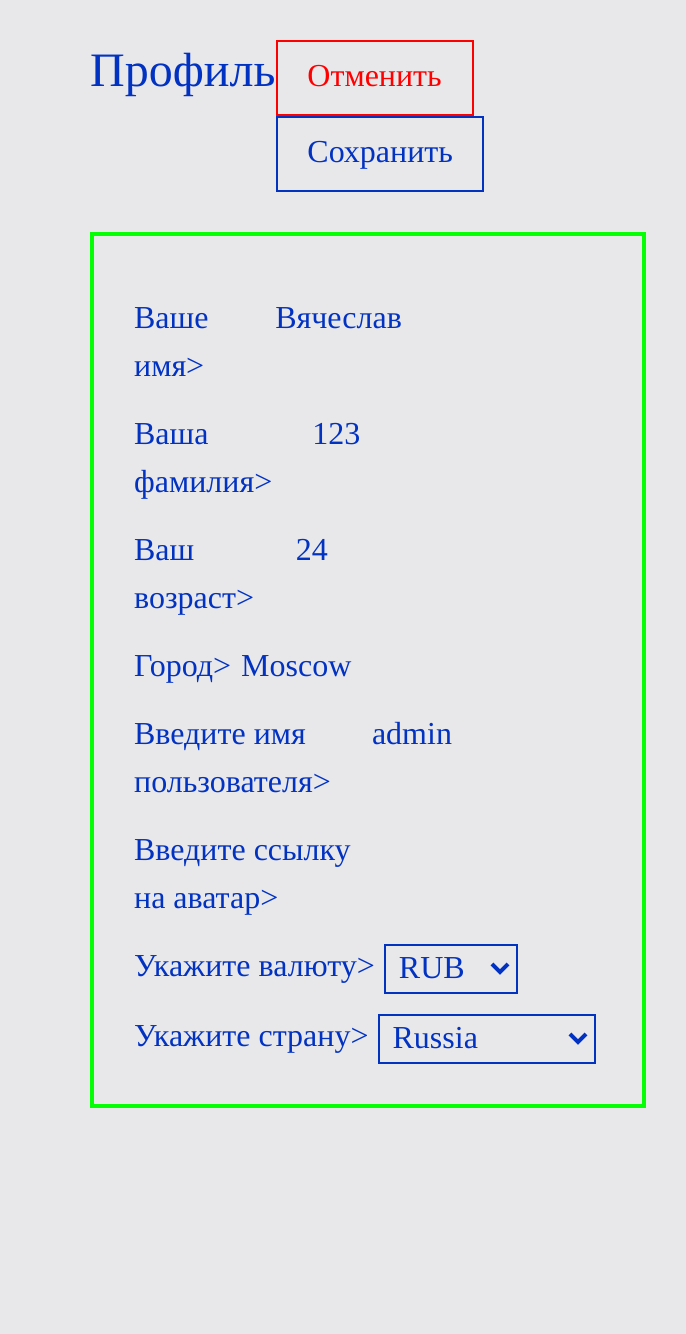 Профиль Отменить
Сохранить
Ваше Вячеслав
имя>
Ваша 123
фамилия>
Ваш 24
возраст>
Город> Moscow
Введите имя admin
пользователя>
Введите ссылку
на аватар>
Укажите валюту> RUB
Укажите страну> Russia